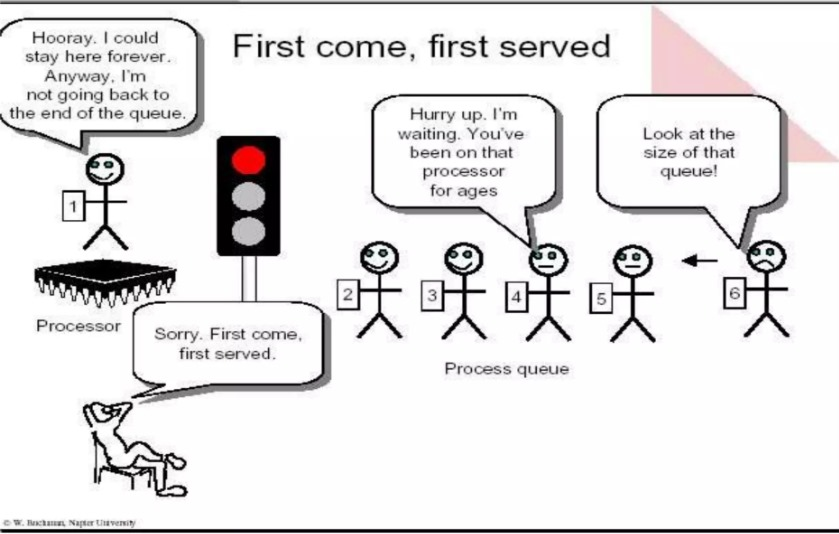 First come, first served
Hooray. I could
stay here forever.
Anyway, I'm
not going back to
the end of the queue.
Hurry up. I'm
waiting. You've
been on that
processor
for ages
Look at the
size of that
queue!
1
2
3
4
5
6
Processor
Sorry. First come,
first served.
Process queue
© W. Buchanan, Napier University